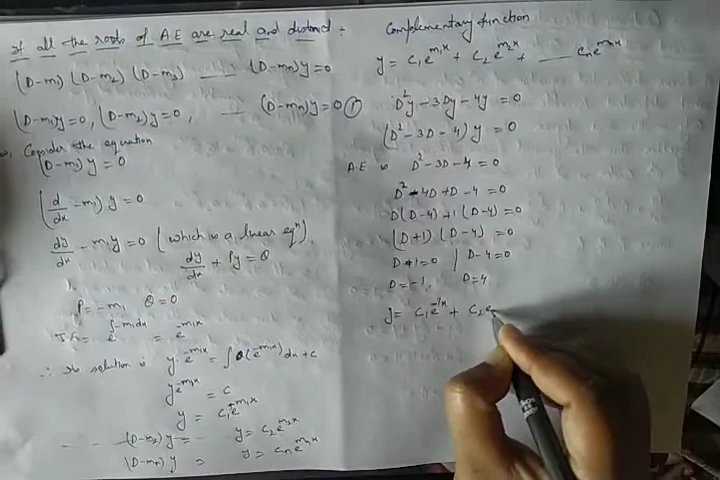 If all the roots of A.E are real and distinct :-
(D-m₁) (D-m₂) (D-m₃) ___ (D-mn)y=0
(D-m₁)y=0, (D-m₂)y=0, ___ (D-mn)y=0 ①
Consider the equation
(D-m₁)y=0
(d/dx - m₁) y=0
dy/dx - m₁y=0 (which is a linear eqⁿ)
dy/dx + Py=Q
P=-m₁ Q=0
I.F = e^∫-m₁dx = e^-m₁x
∴ Its solution is y.e^-m₁x = ∫0(e^-m₁x)dx+c
ye^-m₁x = c
y = c₁e^+m₁x
(D-m₂)y= y=c₂e^m₂x
(D-mn)y = y=cne^mnx
Complementary function
y = c₁e^m₁x + c₂e^m₂x + ___ cne^mnx
D²y-3Dy-4y=0
(D²-3D-4)y=0
A.E is D²-3D-4=0
D²-4D+D-4=0
D(D-4)+1(D-4)=0
(D+1)(D-4)=0
D+1=0 | D-4=0
D=-1, D=4
y= c₁e^-1x + c₂e